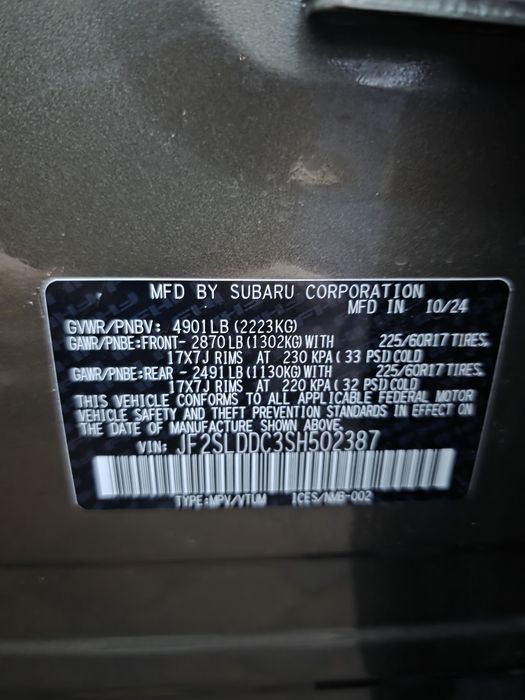 MFD BY SUBARU CORPORATION
MFD IN 10/24
GVWR/PNBV: 4901LB(2223KG)
GAWR/PNBE:FRONT- 2870LB(1302KG)WITH 225/60R17 TIRES,
17X7J RIMS AT 230 KPA(33 PSI)COLD
GAWR/PNBE:REAR - 2491LB(1130KG)WITH 225/60R17 TIRES,
17X7J RIMS AT 220 KPA(32 PSI)COLD
THIS VEHICLE CONFORMS TO ALL APPLICABLE FEDERAL MOTOR
VEHICLE SAFETY AND THEFT PREVENTION STANDARDS IN EFFECT ON
THE DATE OF MANUFACTURE SHOWN ABOVE.
VIN: JF2SLDDC3SH502387
TYPE:MPV/VTUM ICES/NVB-002